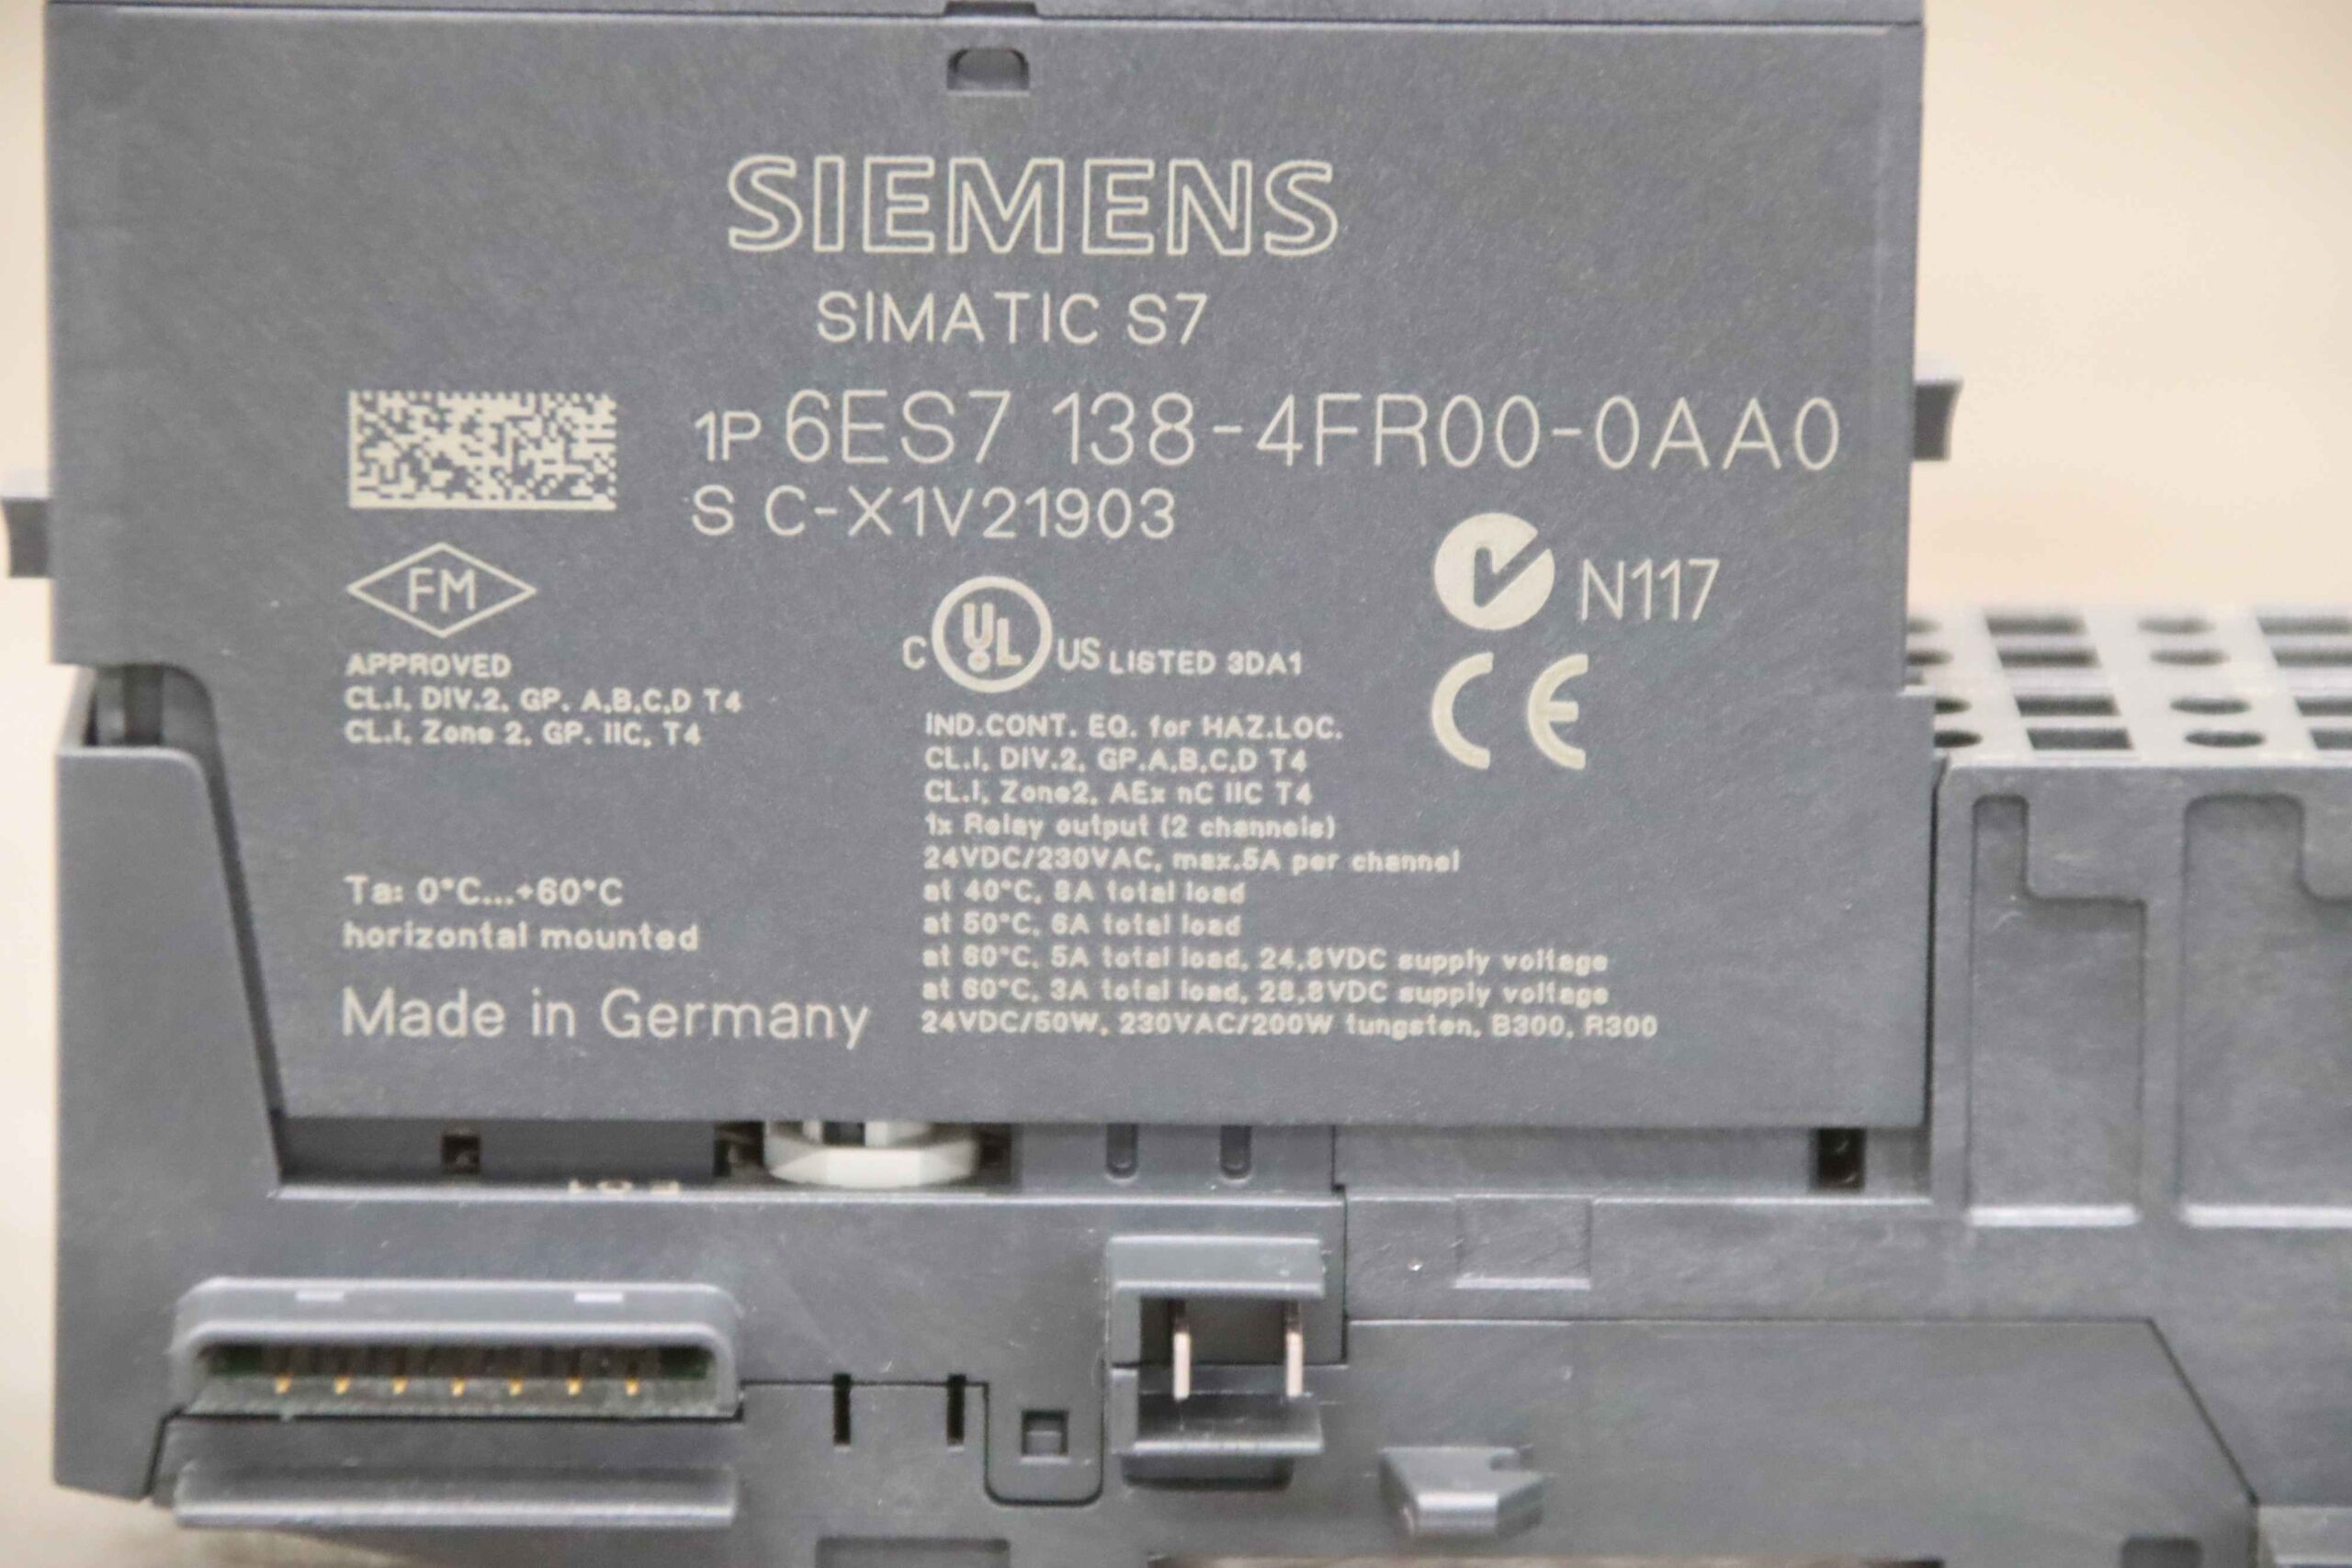 SIEMENS
SIMATIC S7
1P 6ES7 138-4FR00-0AA0
S C-X1V21903
FM
APPROVED
CL.I, DIV.2, GP. A,B,C,D T4
CL.I, Zone 2, GP. IIC, T4
C UL US LISTED 3DA1
N117
CE
IND.CONT. EQ. for HAZ.LOC.
CL.I, DIV.2, GP.A,B,C,D T4
CL.I, Zone2, AEx nC IIC T4
1x Relay output (2 channels)
24VDC/230VAC, max.5A per channel
at 40°C, 8A total load
at 50°C, 6A total load
at 60°C, 5A total load, 24,8VDC supply voltage
at 60°C, 3A total load, 28,8VDC supply voltage
24VDC/50W, 230VAC/200W tungsten, B300, R300
Ta: 0°C...+60°C
horizontal mounted
Made in Germany